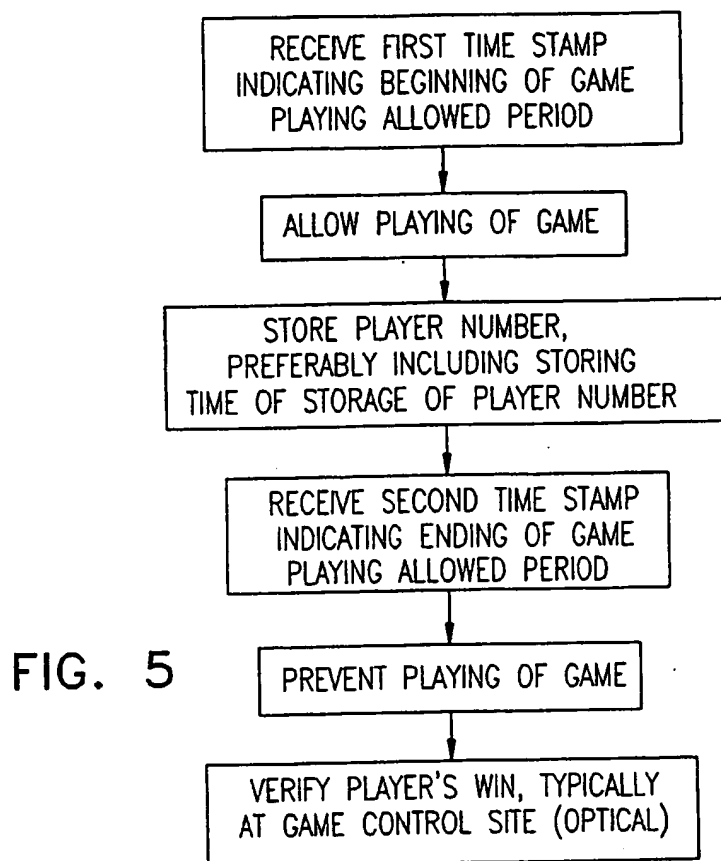 RECEIVE FIRST TIME STAMP
INDICATING BEGINNING OF GAME
PLAYING ALLOWED PERIOD
ALLOW PLAYING OF GAME
STORE PLAYER NUMBER,
PREFERABLY INCLUDING STORING
TIME OF STORAGE OF PLAYER NUMBER
RECEIVE SECOND TIME STAMP
INDICATING ENDING OF GAME
PLAYING ALLOWED PERIOD
FIG. 5
PREVENT PLAYING OF GAME
VERIFY PLAYER'S WIN, TYPICALLY
AT GAME CONTROL SITE (OPTICAL)